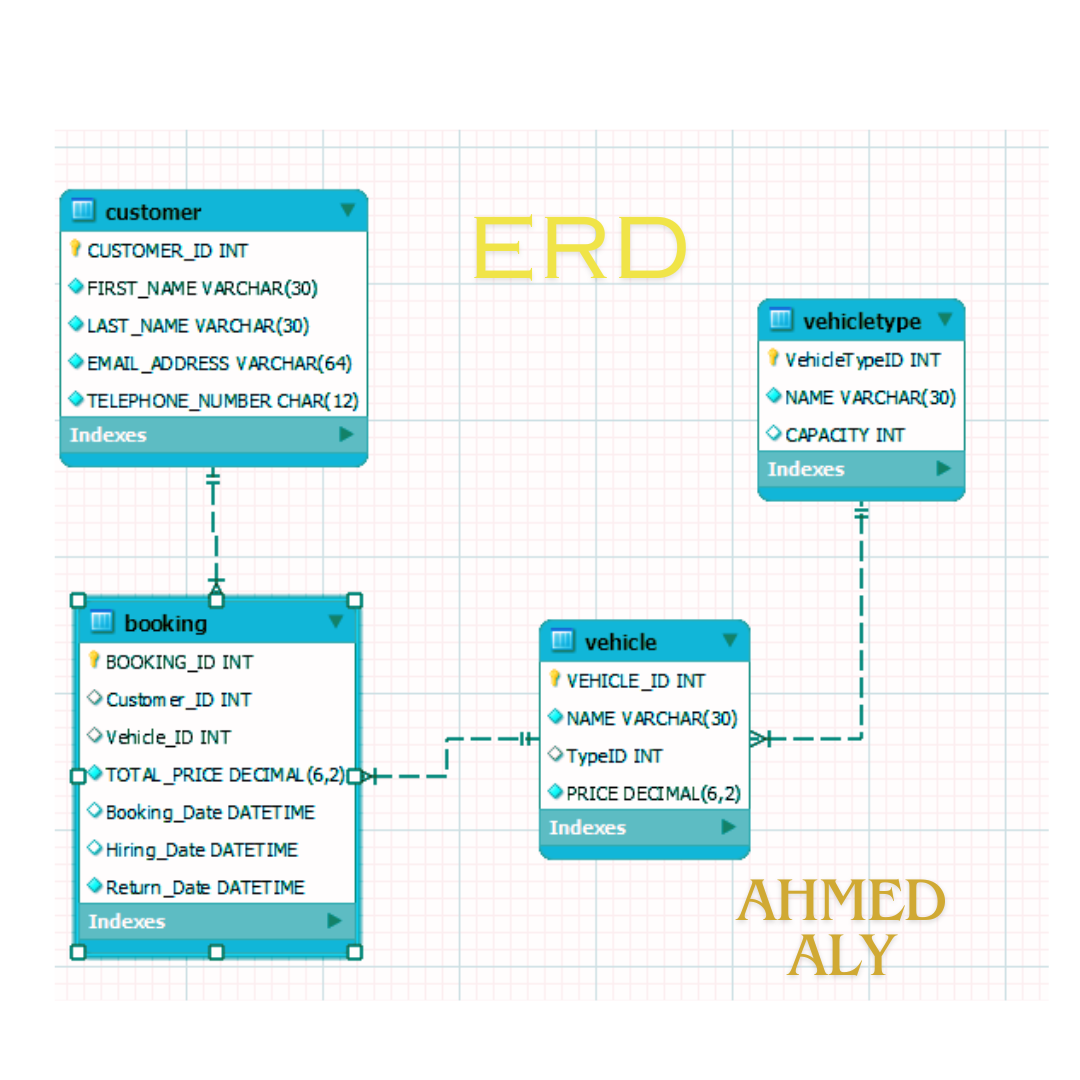 ERD
customer
CUSTOMER_ID INT
FIRST_NAME VARCHAR(30)
LAST_NAME VARCHAR(30)
EMAIL_ADDRESS VARCHAR(64)
TELEPHONE_NUMBER CHAR(12)
Indexes
vehicletype
VehicleTypeID INT
NAME VARCHAR(30)
CAPACITY INT
Indexes
booking
BOOKING_ID INT
Customer_ID INT
Vehicle_ID INT
TOTAL_PRICE DECIMAL(6,2)
Booking_Date DATETIME
Hiring_Date DATETIME
Return_Date DATETIME
Indexes
vehicle
VEHICLE_ID INT
NAME VARCHAR(30)
TypeID INT
PRICE DECIMAL(6,2)
Indexes
AHMED
ALY